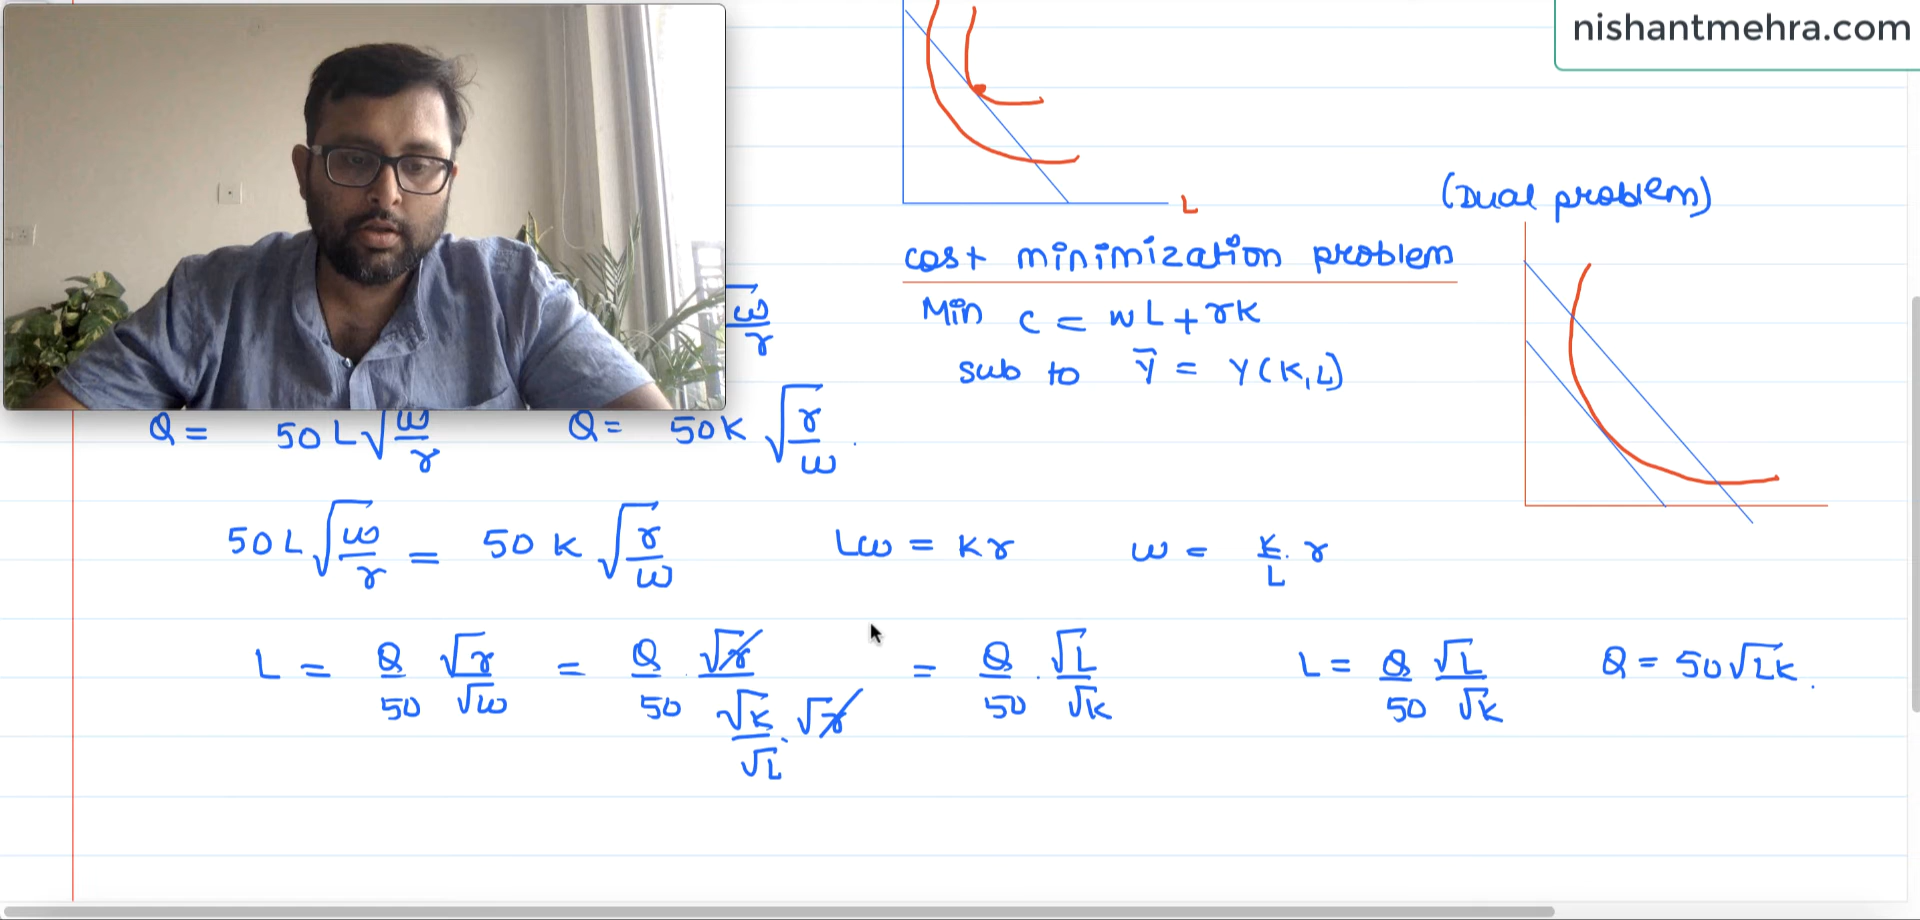 nishantmehra.com
L
(Dual problem)
cost minimization problem
Min C = wL + rK
sub to Ȳ = Y(K,L)
w/r
Q = 50L√(w/r) Q = 50K√(r/w).
50L√(w/r) = 50K√(r/w) Lw = Kr w = K/L · r
L = Q/50 √r/√w = Q/50 · √r/(√K/√L · √r) = Q/50 · √L/√K L = Q/50 √L/√K Q = 50√LK.